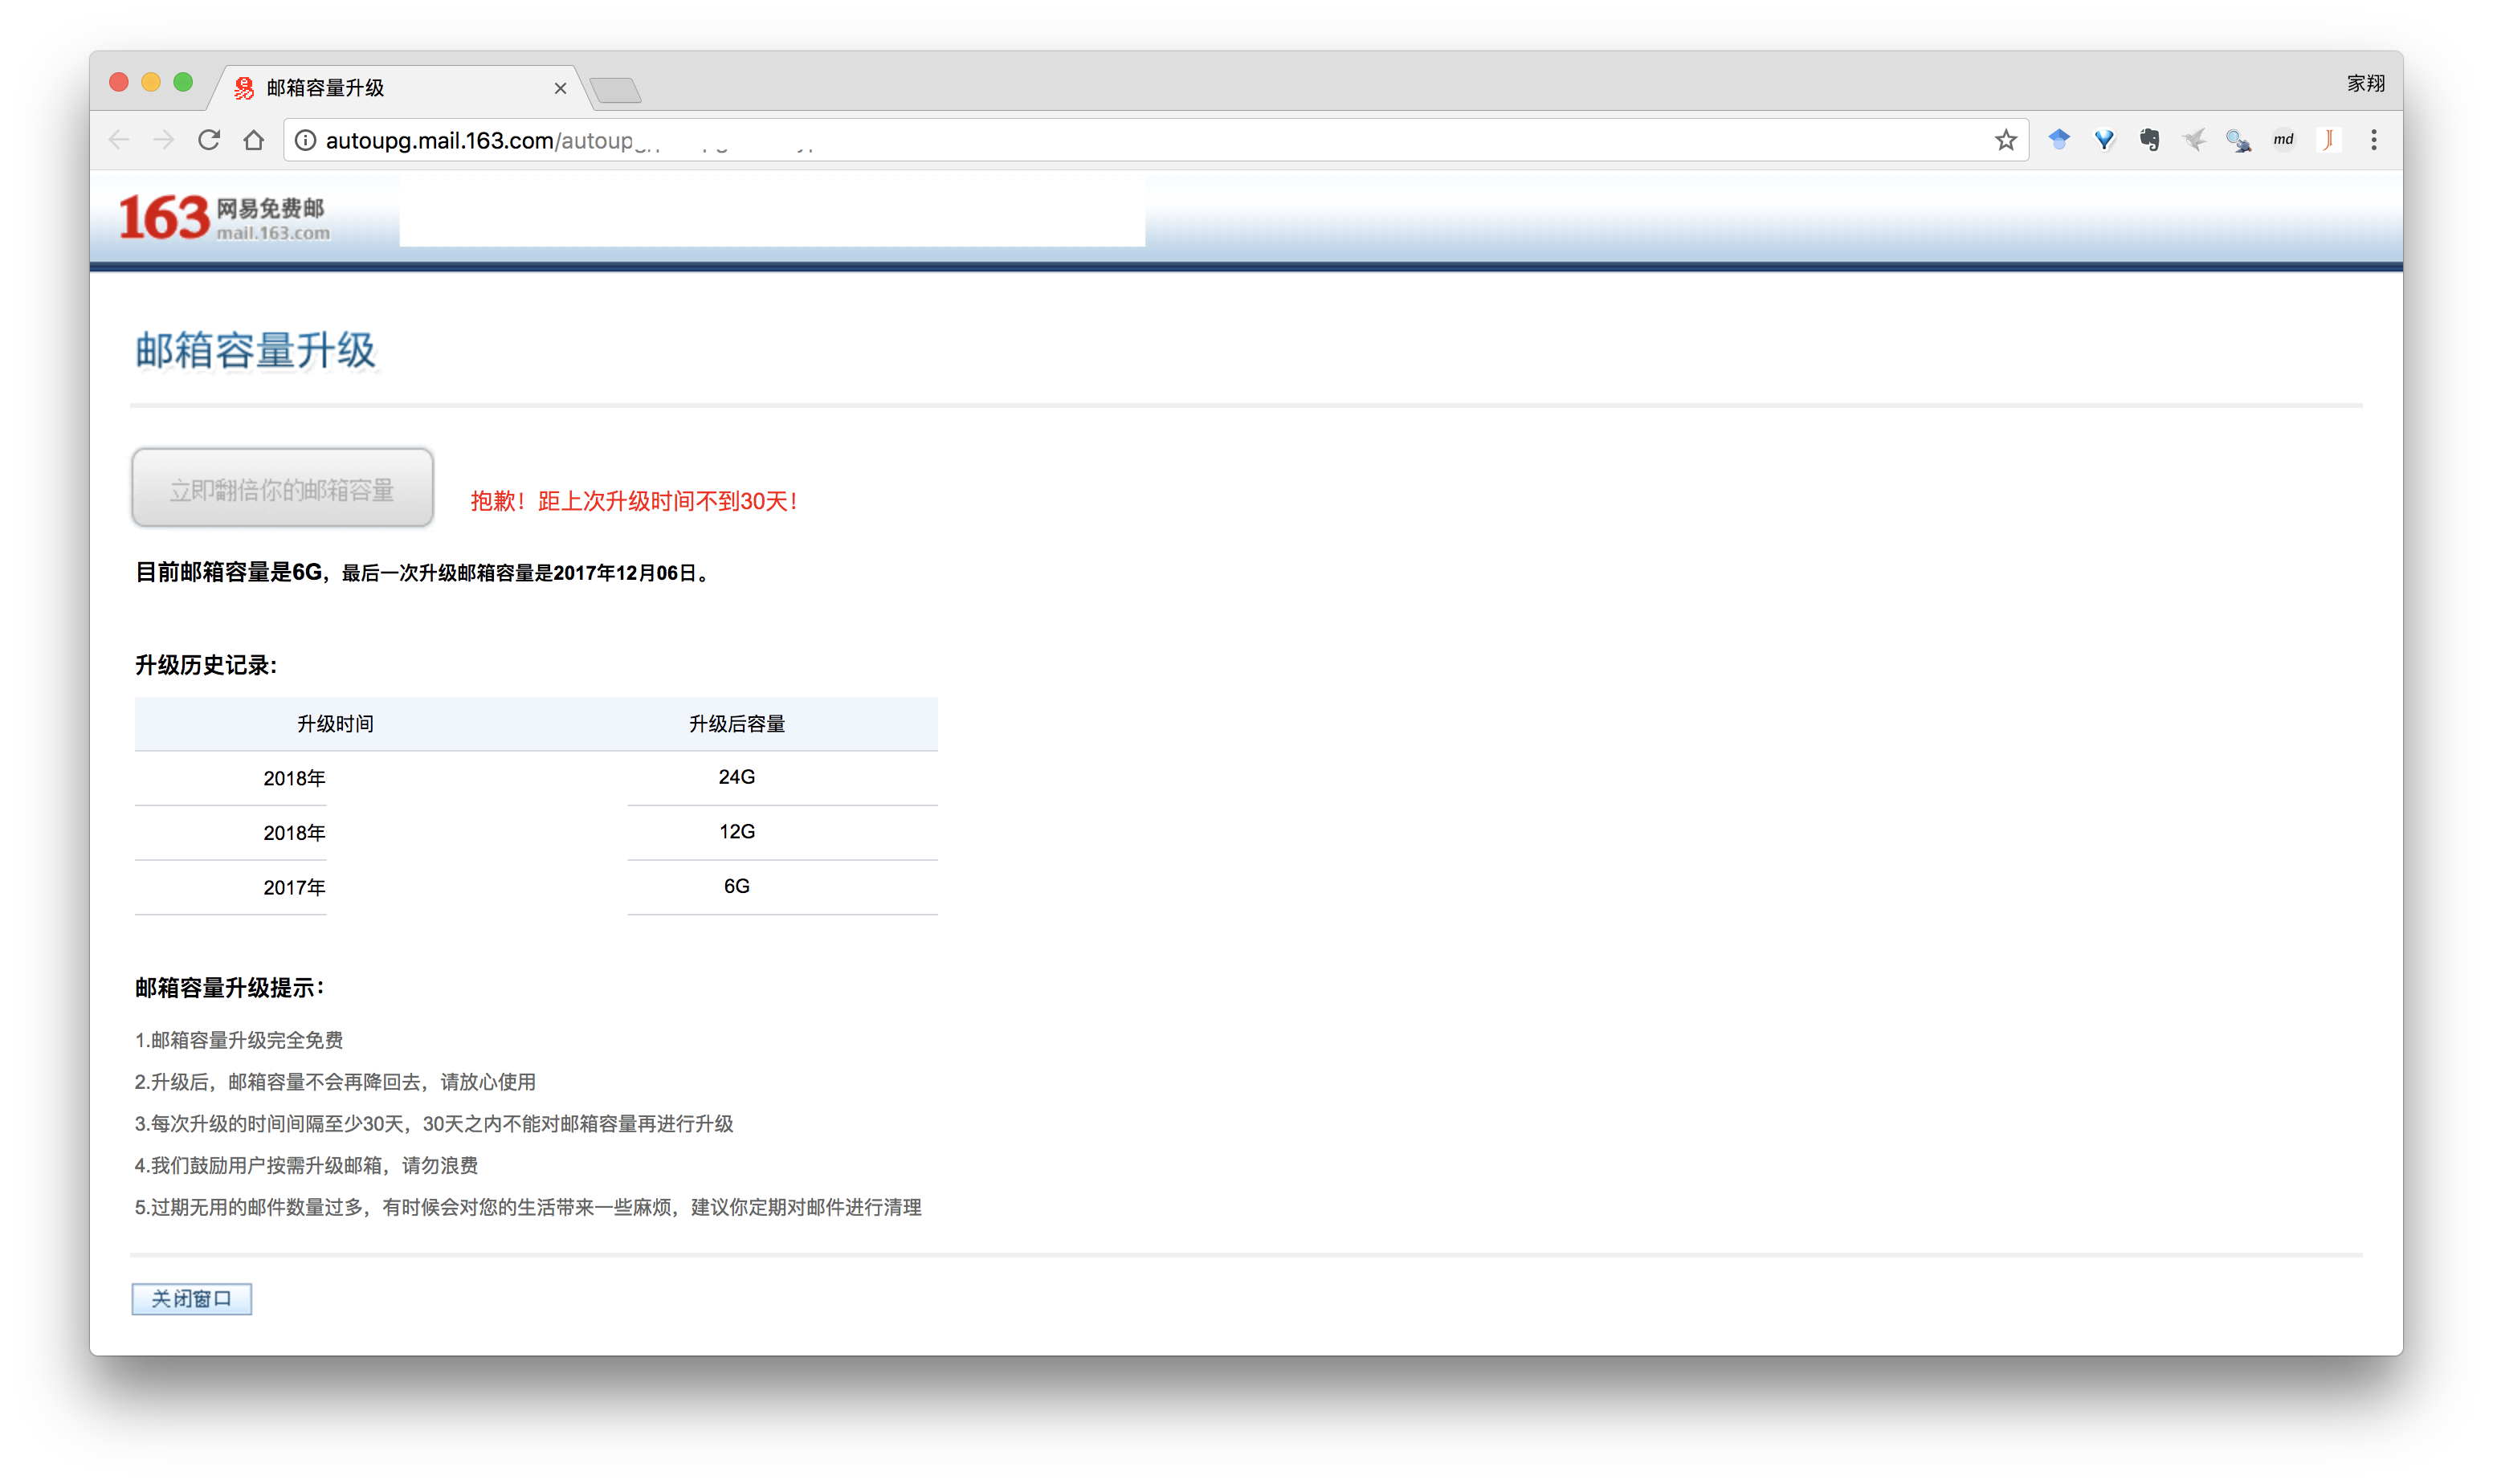 邮箱容量升级
家翔
autoupg.mail.163.com/autoup
md
163 网易免费邮
mail.163.com
邮箱容量升级
立即翻倍你的邮箱容量
抱歉！距上次升级时间不到30天！
目前邮箱容量是6G，最后一次升级邮箱容量是2017年12月06日。
升级历史记录:
升级时间 升级后容量
2018年 24G
2018年 12G
2017年 6G
邮箱容量升级提示：
1.邮箱容量升级完全免费
2.升级后，邮箱容量不会再降回去，请放心使用
3.每次升级的时间间隔至少30天，30天之内不能对邮箱容量再进行升级
4.我们鼓励用户按需升级邮箱，请勿浪费
5.过期无用的邮件数量过多，有时候会对您的生活带来一些麻烦，建议你定期对邮件进行清理
关闭窗口